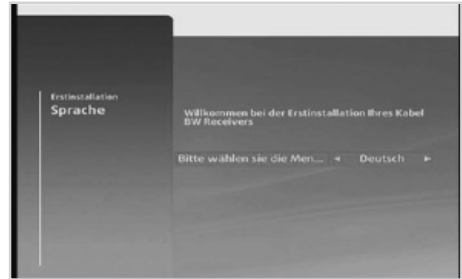 Erstinstallation
Sprache
Willkommen bei der Erstinstallation Ihres Kabel
BW Receivers
Bitte wählen sie die Men... ◄ Deutsch ►